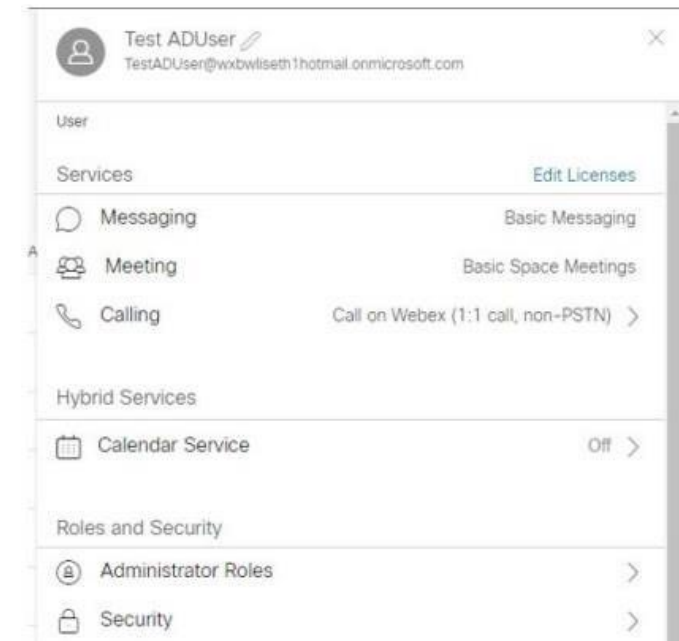 Test ADUser
TestADUser@wxbwliseth1hotmail.onmicrosoft.com
User
Services Edit Licenses
Messaging Basic Messaging
A
Meeting Basic Space Meetings
Calling Call on Webex (1:1 call, non-PSTN)
Hybrid Services
Calendar Service Off
Roles and Security
Administrator Roles
Security